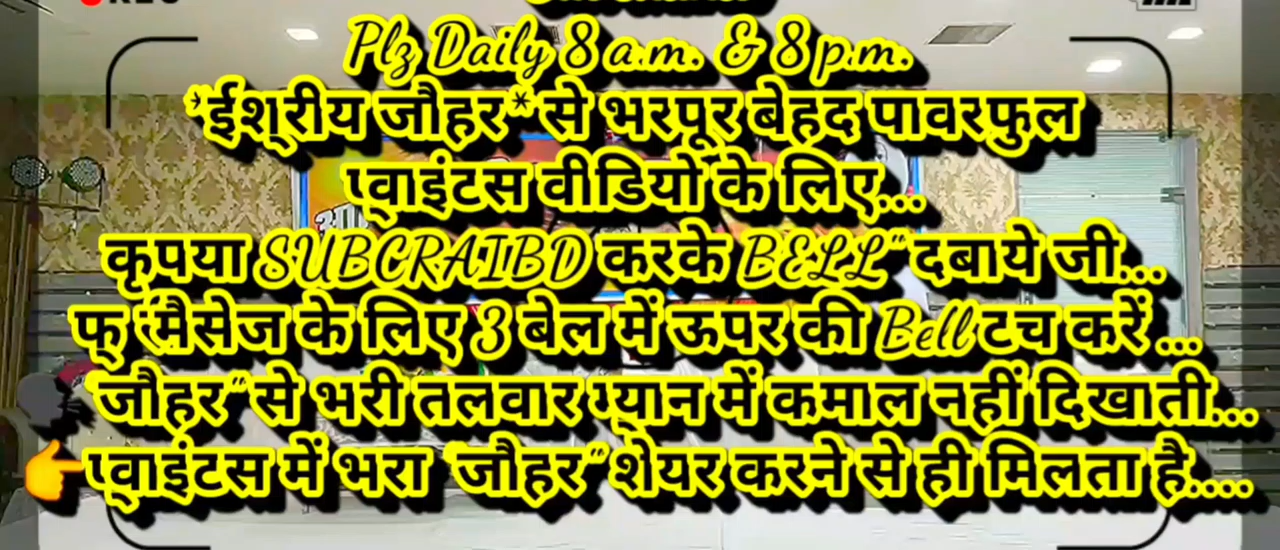 REC
Plz Daily 8 a.m. & 8 p.m.
*ईश्रीय जौहर* से भरपूर बेहद पावरफुल
प्वाइंटस वीडियो के लिए...
कृपया SUBCRAIBD करके BELL" दबाये जी...
फ् मैसेज के लिए 3 बेल में ऊपर की Bell टच करें ...
"जौहर" से भरी तलवार ग्यान में कमाल नहीं दिखाती...
प्वाइंटस में भरा "जौहर" शेयर करने से ही मिलता है....